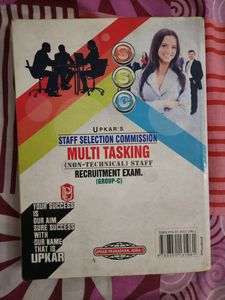 S
S
C
UPKAR'S
STAFF SELECTION COMMISSION
MULTI TASKING
(NON-TECHNICAL) STAFF
RECRUITMENT EXAM.
(GROUP-C)
YOUR SUCCESS
IS OUR AIM
SURE SUCCESS
WITH
OUR NAME
THAT IS
UPKAR
UPKAR PRAKASHAN, AGRA